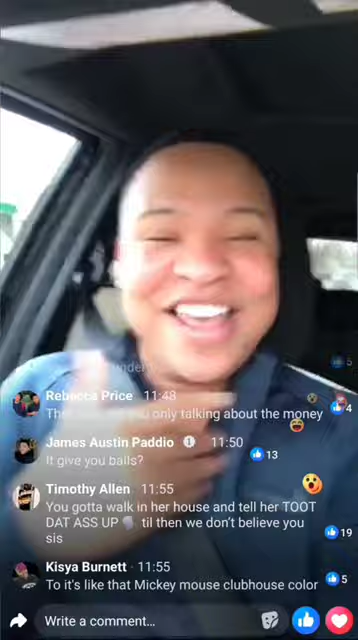 Rebecca Price 11:48
only talking about the money
4
James Austin Paddio 11:50
It give you balls?
13
Timothy Allen 11:55
You gotta walk in her house and tell her TOOT
DAT ASS UP 🗣 til then we don't believe you
sis
19
Kisya Burnett · 11:55
To it's like that Mickey mouse clubhouse color
5
Write a comment...